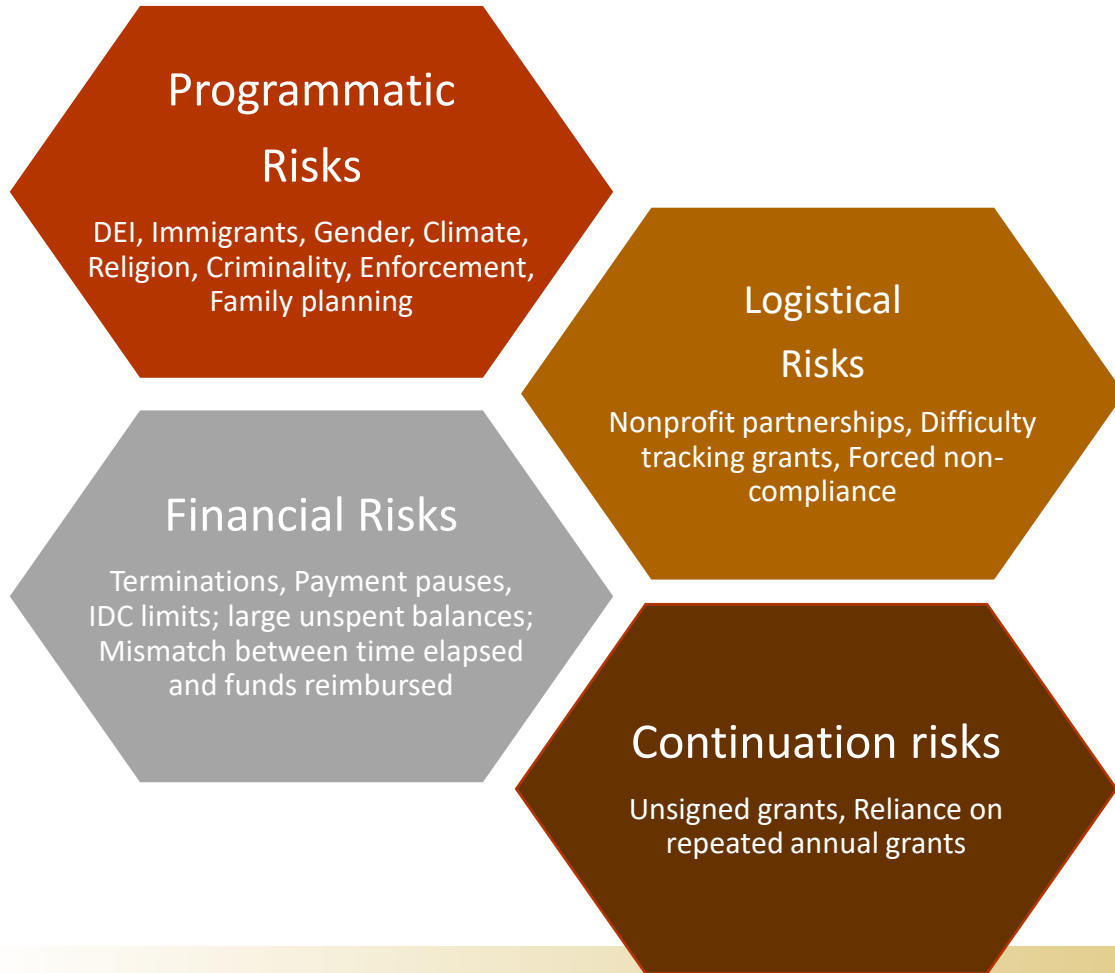 Programmatic
Risks
DEI, Immigrants, Gender, Climate,
Religion, Criminality, Enforcement,
Family planning
Logistical
Risks
Nonprofit partnerships, Difficulty
tracking grants, Forced non-
compliance
Financial Risks
Terminations, Payment pauses,
IDC limits; large unspent balances;
Mismatch between time elapsed
and funds reimbursed
Continuation risks
Unsigned grants, Reliance on
repeated annual grants